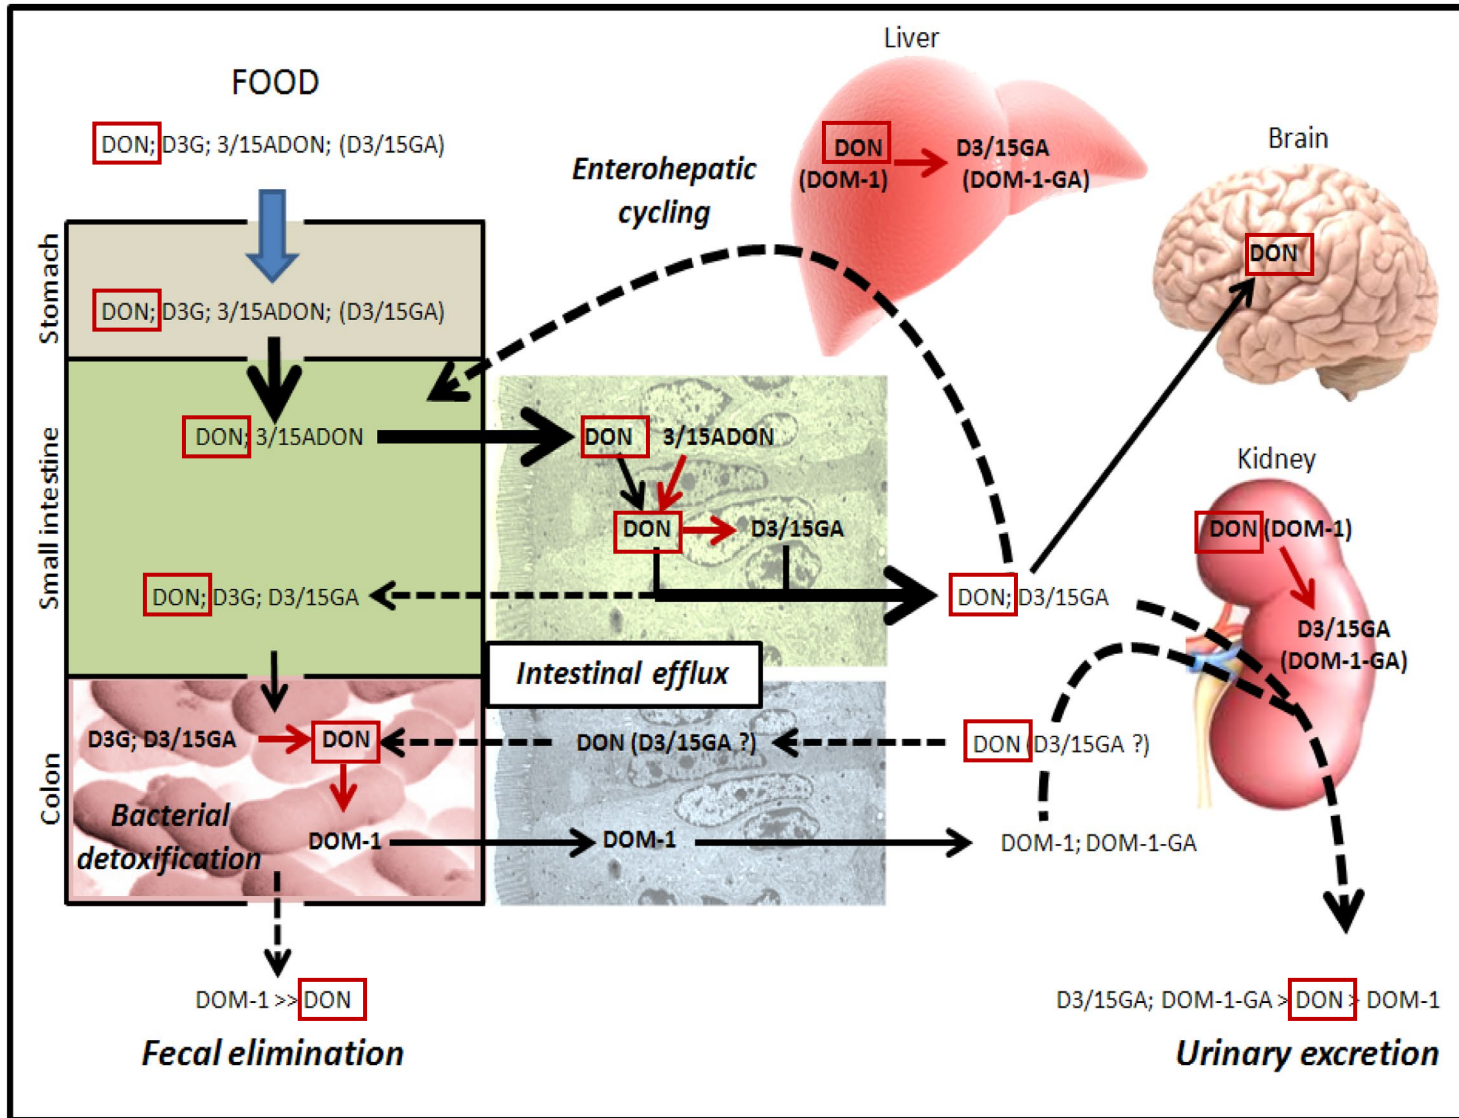 FOOD
DON; D3G; 3/15ADON; (D3/15GA)
Stomach
DON; D3G; 3/15ADON; (D3/15GA)
Small intestine
DON; 3/15ADON
DON; D3G; D3/15GA
Colon
D3G; D3/15GA
DON
Bacterial
detoxification
DOM-1
DOM-1 >> DON
Fecal elimination
Enterohepatic
cycling
DON
3/15ADON
DON
D3/15GA
Intestinal efflux
DON (D3/15GA ?)
DOM-1
Liver
DON
(DOM-1)
D3/15GA
(DOM-1-GA)
DON; D3/15GA
DON (D3/15GA ?)
DOM-1; DOM-1-GA
Brain
DON
Kidney
DON (DOM-1)
D3/15GA
(DOM-1-GA)
D3/15GA; DOM-1-GA > DON > DOM-1
Urinary excretion